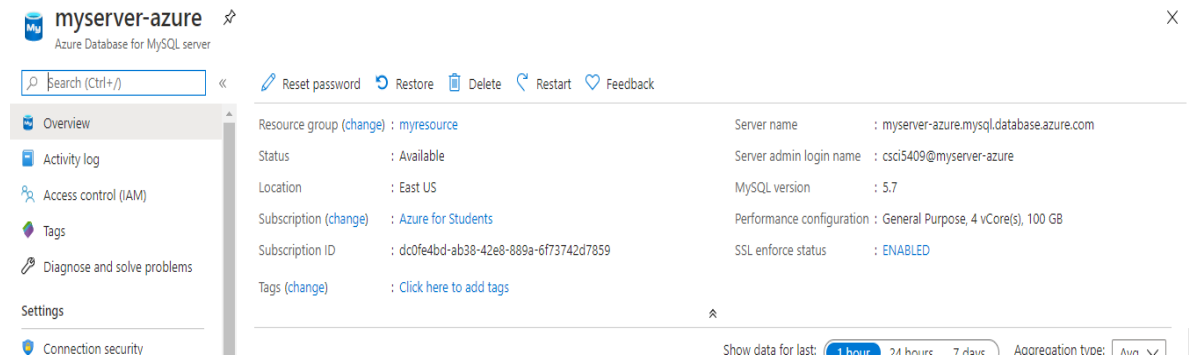 myserver-azure
Azure Database for MySQL server
Search (Ctrl+/)
«
Reset password Restore Delete Restart Feedback
Overview
Activity log
Access control (IAM)
Tags
Diagnose and solve problems
Settings
Connection security
Resource group (change) : myresource
Status : Available
Location : East US
Subscription (change) : Azure for Students
Subscription ID : dc0fe4bd-ab38-42e8-889a-6f73742d7859
Tags (change) : Click here to add tags
Server name : myserver-azure.mysql.database.azure.com
Server admin login name : csci5409@myserver-azure
MySQL version : 5.7
Performance configuration : General Purpose, 4 vCore(s), 100 GB
SSL enforce status : ENABLED
Show data for last: 1 hour 24 hours 7 days Aggregation type: Avg